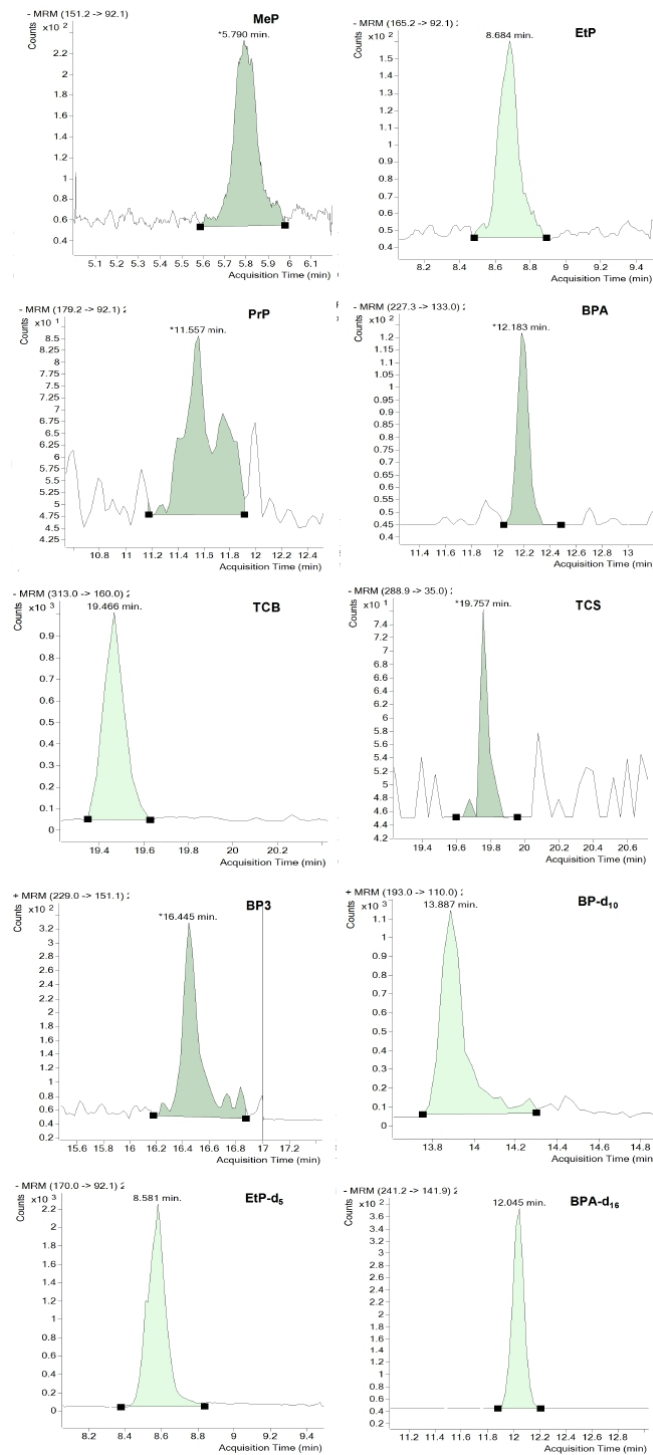 - MRM (151.2 -> 92.1)
MeP
x10 2
Counts
*5.790 min.
2.2
2
1.8
1.6
1.4
1.2
1
0.8
0.6
0.4
5.1 5.2 5.3 5.4 5.5 5.6 5.7 5.8 5.9 6 6.1
Acquisition Time (min)
- MRM (165.2 -> 92.1) :
EtP
x10 2
Counts
8.684 min.
1.5
1.4
1.3
1.2
1.1
1
0.9
0.8
0.7
0.6
0.5
0.4
8.2 8.4 8.6 8.8 9 9.2 9.4
Acquisition Time (min)
- MRM (179.2 -> 92.1) :
PrP
x10 1
Counts
*11.557 min.
8.5
8.25
8
7.75
7.5
7.25
7
6.75
6.5
6.25
6
5.75
5.5
5.25
5
4.75
4.5
4.25
10.8 11 11.2 11.4 11.6 11.8 12 12.2 12.4
Acquisition Time (min)
- MRM (227.3 -> 133.0) :
BPA
x10 2
Counts
*12.183 min.
1.2
1.15
1.1
1.05
1
0.95
0.9
0.85
0.8
0.75
0.7
0.65
0.6
0.55
0.5
0.45
0.4
11.4 11.6 11.8 12 12.2 12.4 12.6 12.8 13
Acquisition Time (min)
- MRM (313.0 -> 160.0) :
TCB
x10 3
Counts
19.466 min.
0.9
0.8
0.7
0.6
0.5
0.4
0.3
0.2
0.1
0
19.4 19.6 19.8 20 20.2
Acquisition Time (min)
- MRM (288.9 -> 35.0) :
TCS
x10 1
Counts
*19.757 min.
7.4
7.2
7
6.8
6.6
6.4
6.2
6
5.8
5.6
5.4
5.2
5
4.8
4.6
4.4
4.2
19.4 19.6 19.8 20 20.2 20.4 20.6
Acquisition Time (min)
+ MRM (229.0 -> 151.1) :
BP3
x10 2
Counts
*16.445 min.
3.2
3
2.8
2.6
2.4
2.2
2
1.8
1.6
1.4
1.2
1
0.8
0.6
0.4
0.2
15.6 15.8 16 16.2 16.4 16.6 16.8 17 17.2
Acquisition Time (min)
+ MRM (193.0 -> 110.0) :
BP-d10
x10 3
Counts
13.887 min.
1.1
1
0.9
0.8
0.7
0.6
0.5
0.4
0.3
0.2
0.1
0
13.8 14 14.2 14.4 14.6 14.8
Acquisition Time (min)
- MRM (170.0 -> 92.1) 2
EtP-d5
x10 3
Counts
8.581 min.
2.2
2
1.8
1.6
1.4
1.2
1
0.8
0.6
0.4
0.2
0
8.2 8.4 8.6 8.8 9 9.2 9.4
Acquisition Time (min)
- MRM (241.2 -> 141.9) 2
BPA-d16
x10 2
Counts
12.045 min.
3.6
3.4
3.2
3
2.8
2.6
2.4
2.2
2
1.8
1.6
1.4
1.2
1
0.8
0.6
0.4
0.2
11.2 11.4 11.6 11.8 12 12.2 12.4 12.6 12.8
Acquisition Time (min)